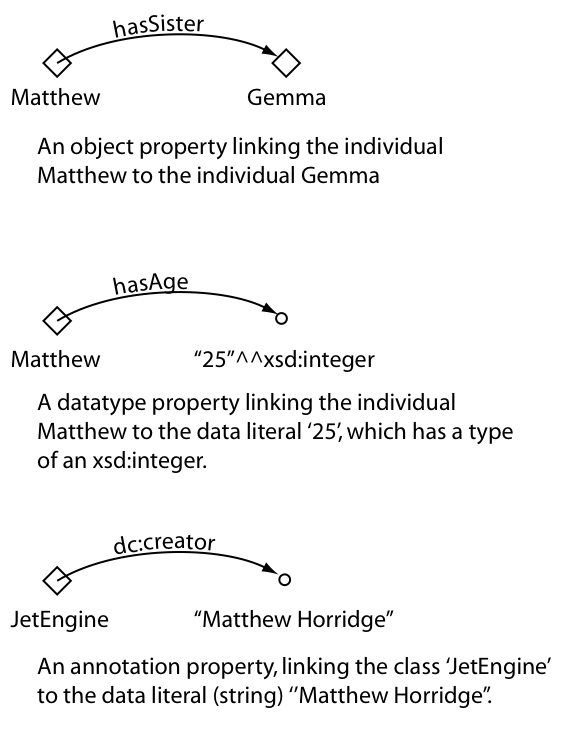 hasSister
Matthew Gemma
An object property linking the individual
Matthew to the individual Gemma
hasAge
Matthew “25”^^xsd:integer
A datatype property linking the individual
Matthew to the data literal ‘25’, which has a type
of an xsd:integer.
dc:creator
JetEngine “Matthew Horridge”
An annotation property, linking the class ‘JetEngine’
to the data literal (string) ‘’Matthew Horridge”.